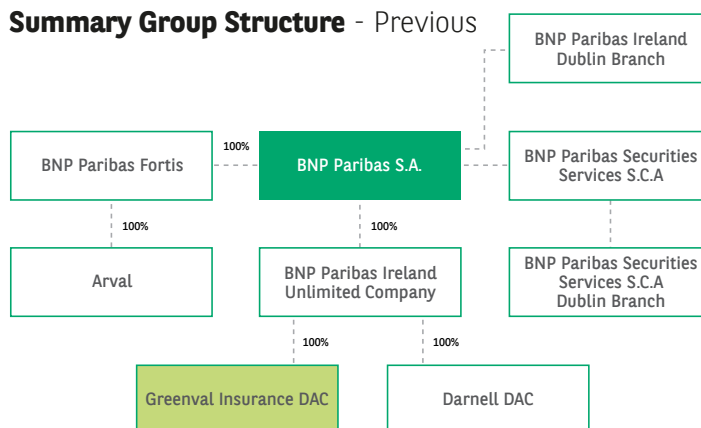 Summary Group Structure - Previous
BNP Paribas Ireland
Dublin Branch
BNP Paribas Fortis
100%
BNP Paribas S.A.
BNP Paribas Securities
Services S.C.A
100%
100%
Arval
BNP Paribas Ireland
Unlimited Company
BNP Paribas Securities
Services S.C.A
Dublin Branch
100%
100%
Greenval Insurance DAC
Darnell DAC